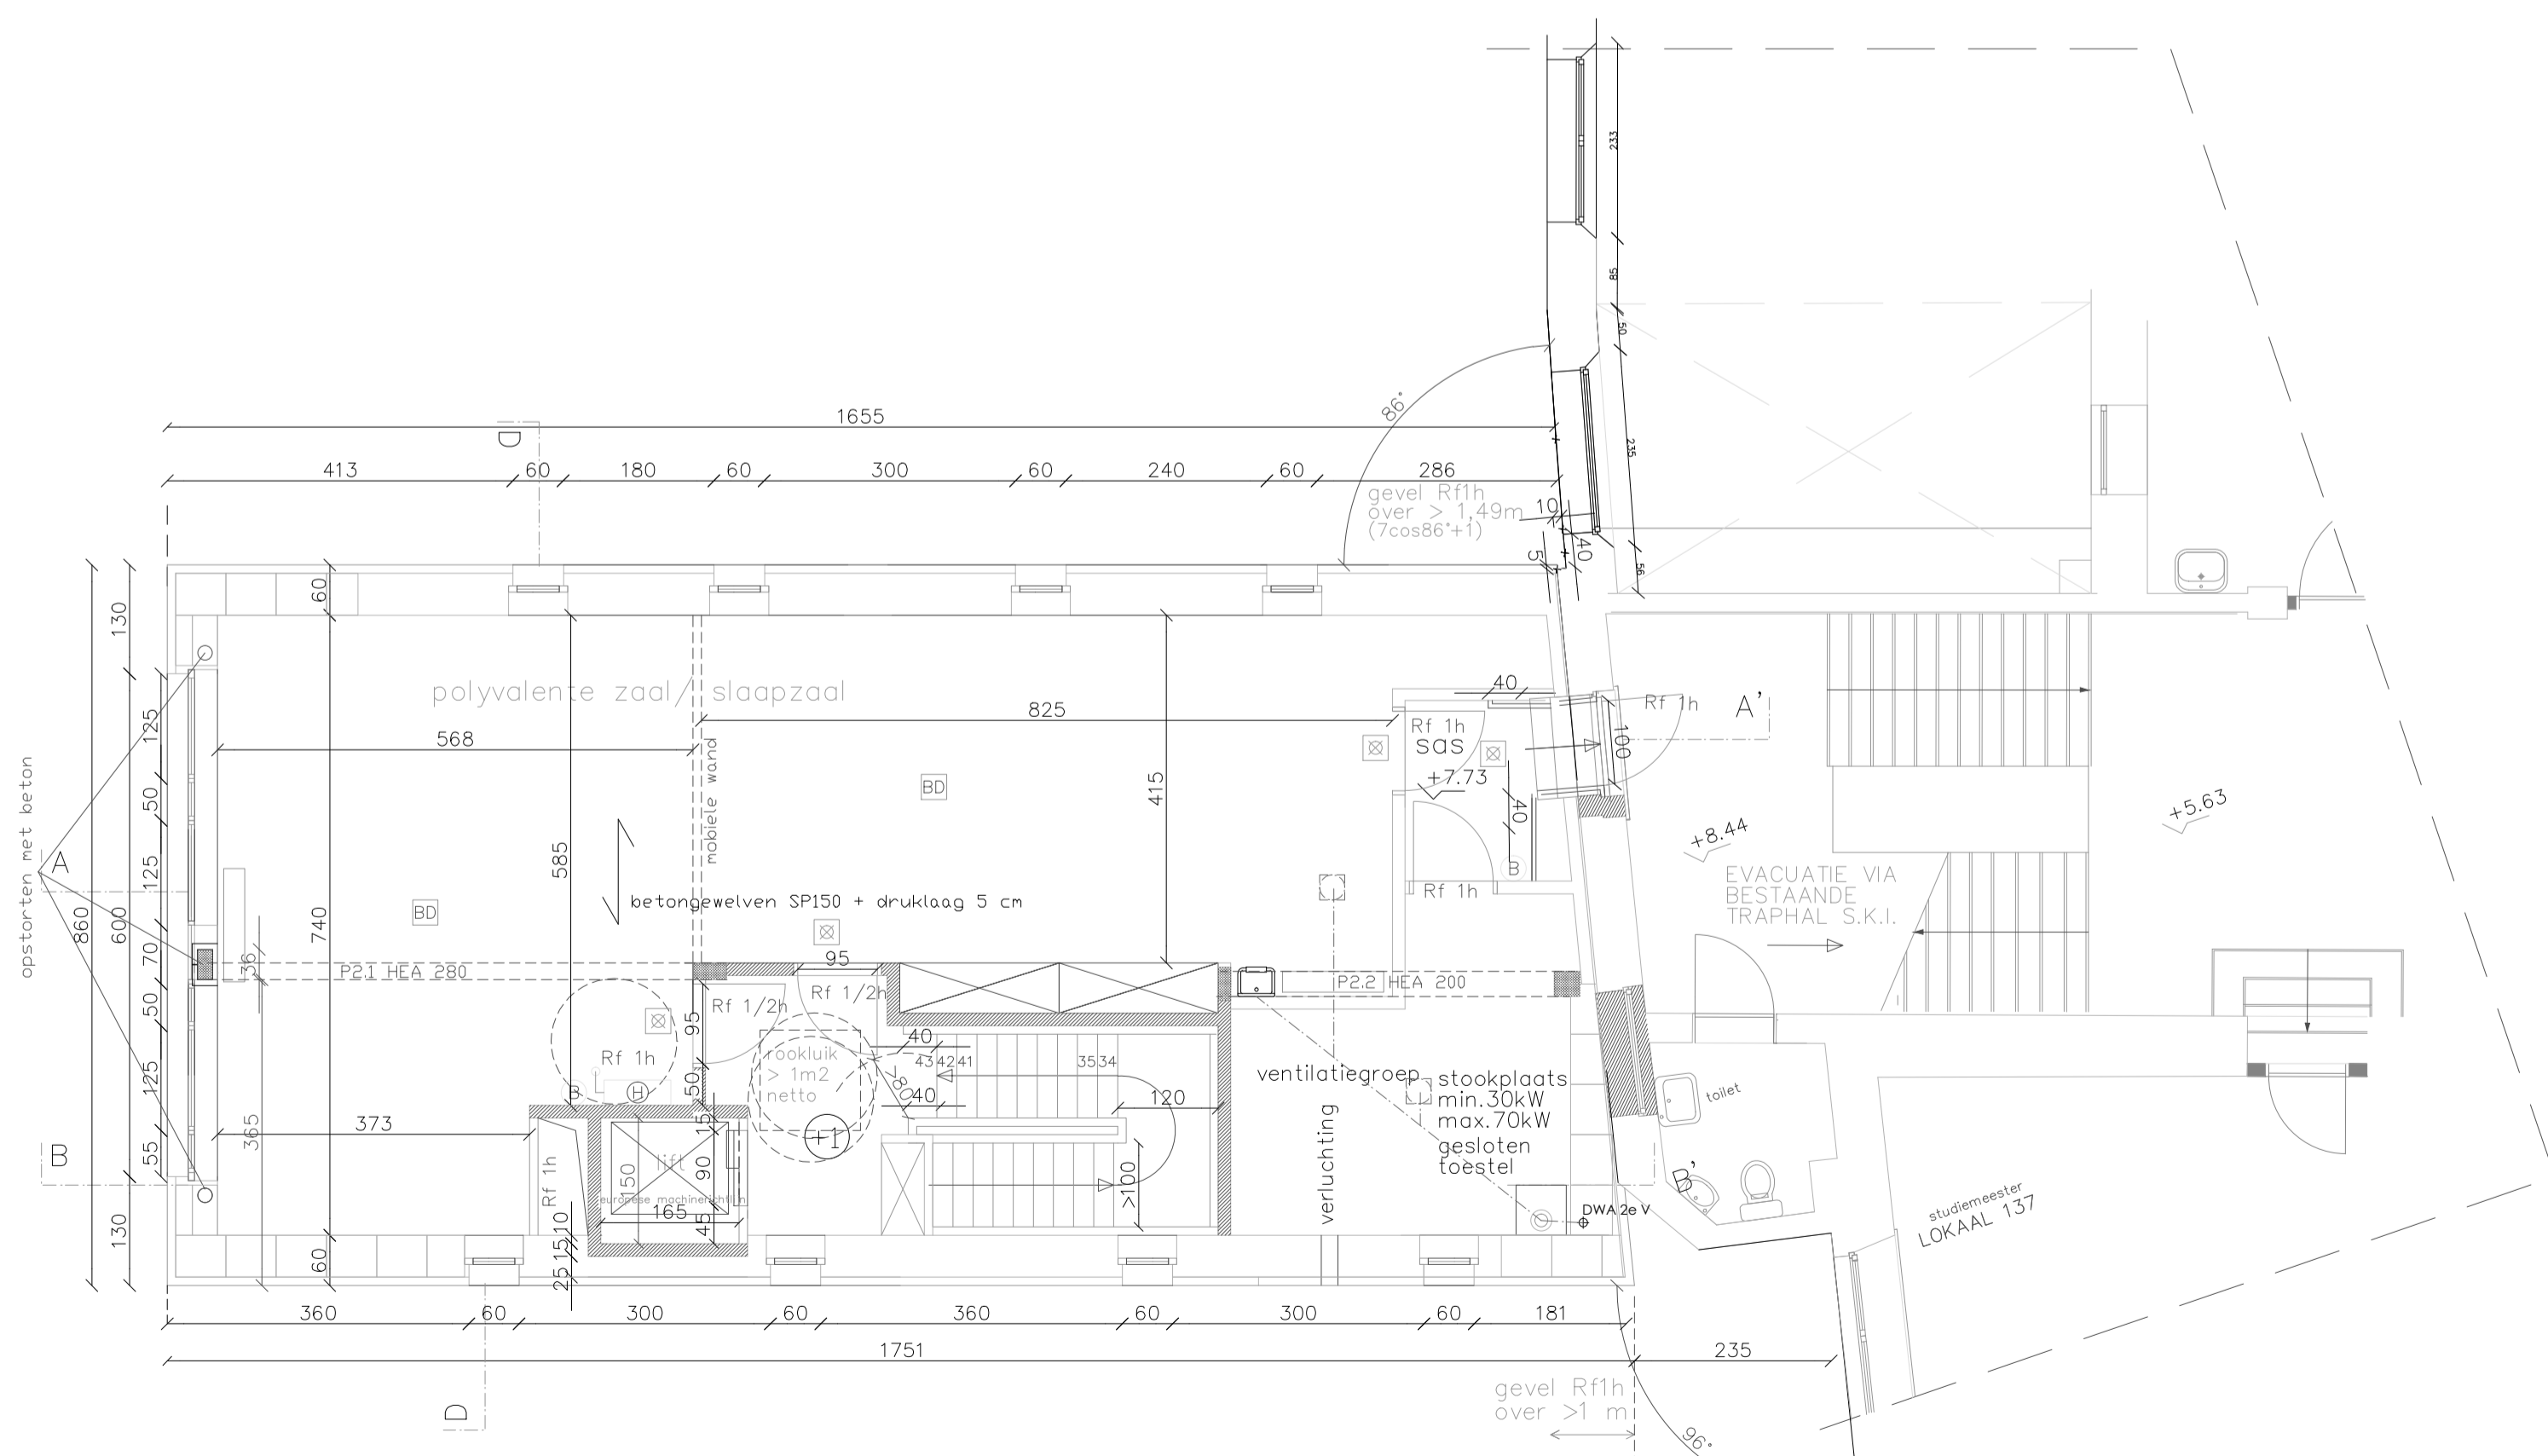 233
85
50
235
56
86°
1655
D
413
60
180
60
300
60
240
60
286
gevel Rf1h
over > 1,49m
(7cos86°+1)
10
40
5
60
130
polyvalente zaal/ slaapzaal
825
568
mobiele wand
40
Rf 1h
sas
+7.73
Rf 1h
A'
100
40
B
Rf 1h
125
50
125
70
50
125
55
860
600
740
585
415
BD
BD
opstorten met beton
A
betongewelven SP150 + druklaag 5 cm
+8.44
+5.63
EVACUATIE VIA
BESTAANDE
TRAPHAL S.K.I.
36
P2.1 HEA 280
95
Rf 1/2h
Rf 1/2h
P2.2 HEA 200
95
50
Rf 1h
B
H
rookluik
> 1m2
netto
40
43 42 41
35 34
80
40
120
ventilatiegroep
stookplaats
min.30kW
max.70kW
gesloten
toestel
verluchting
toilet
373
365
B
Rf 1h
lift
europese machinerichtlijn
150
165
15
90
45
+1
>100
B'
DWA 2e V
studiemeester
LOKAAL 137
130
60
10
15
25
360
60
300
60
360
60
300
60
181
1751
235
D
gevel Rf1h
over >1 m
96°